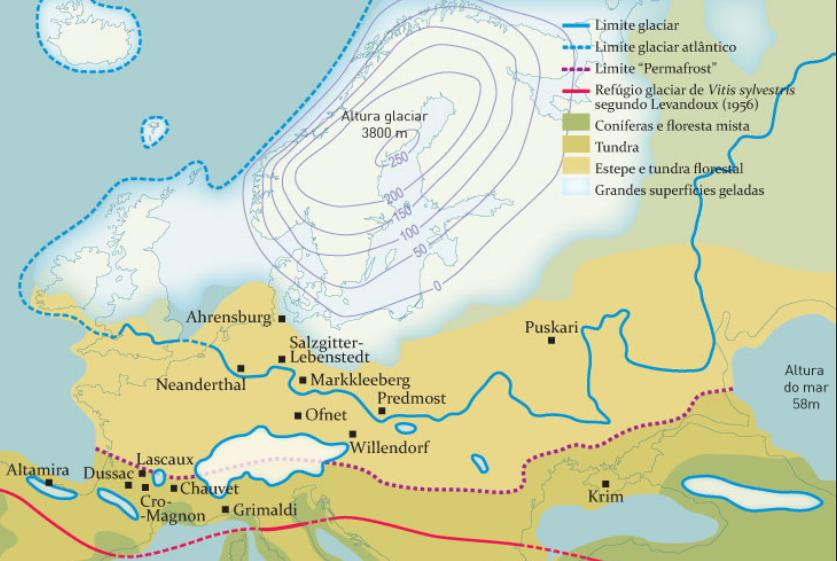 Limite glaciar
Limite glaciar atlântico
Limite "Permafrost"
Refúgio glaciar de Vitis sylvestris
segundo Levandoux (1956)
Coníferas e floresta mista
Tundra
Estepe e tundra florestal
Grandes superfícies geladas
Altura glaciar
3800 m
250
200
150
100
50
0
Ahrensburg
Salzgitter-
Lebenstedt
Puskari
Neanderthal
Markkleeberg
Predmost
Altura
do mar
58m
Ofnet
Willendorf
Altamira
Lascaux
Dussac
Chauvet
Cro-
-Magnon
Grimaldi
Krim